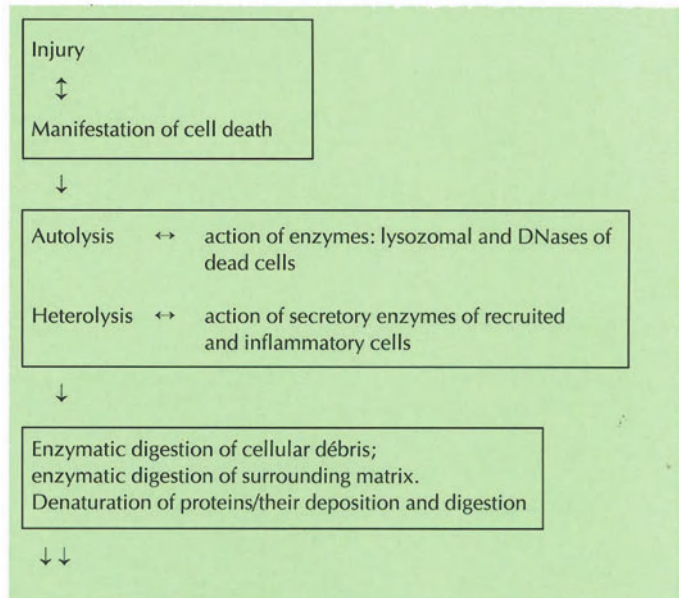 Injury
↕
Manifestation of cell death
↓
Autolysis ↔ action of enzymes: lysozomal and DNases of
dead cells
Heterolysis ↔ action of secretory enzymes of recruited
and inflammatory cells
↓
Enzymatic digestion of cellular débris;
enzymatic digestion of surrounding matrix.
Denaturation of proteins/their deposition and digestion
↓↓